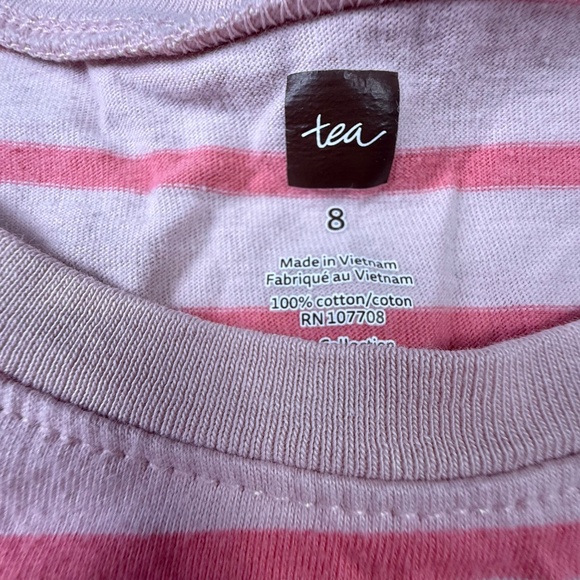 tea
8
Made in Vietnam
Fabriqué au Vietnam
100% cotton/coton
RN 107708